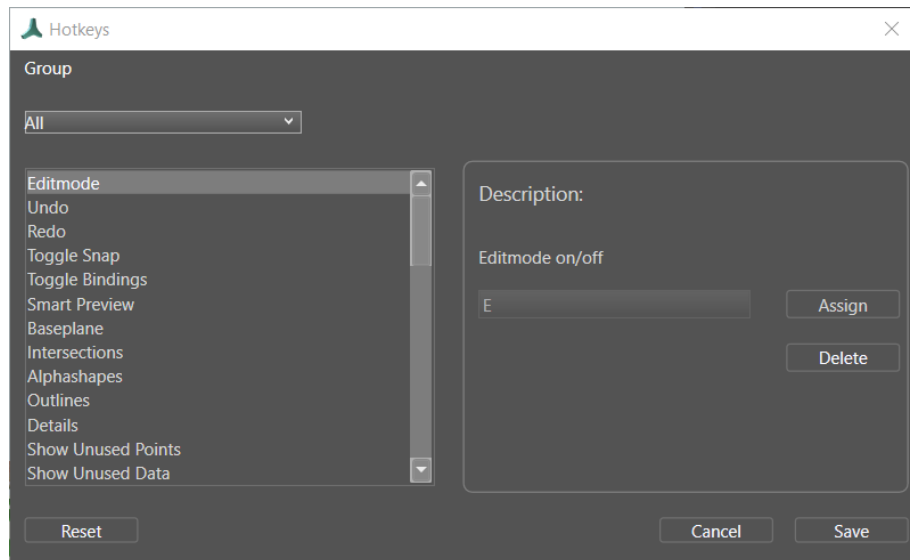 Hotkeys
Group
All
Editmode
Undo
Redo
Toggle Snap
Toggle Bindings
Smart Preview
Baseplane
Intersections
Alphashapes
Outlines
Details
Show Unused Points
Show Unused Data
Description:
Editmode on/off
E
Assign
Delete
Reset
Cancel
Save